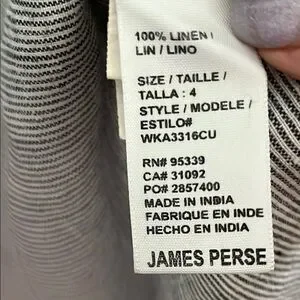 100% LINEN /
LIN / LINO
SIZE / TAILLE /
TALLA : 4
STYLE / MODELE /
ESTILO#
WKA3316CU
RN# 95339
CA# 31092
PO# 2857400
MADE IN INDIA
FABRIQUE EN INDE
HECHO EN INDIA
JAMES PERSE